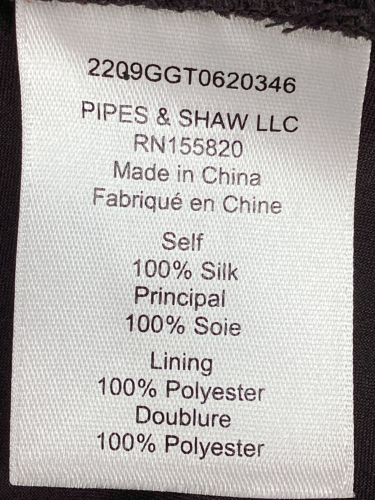 2209GGT0620346
PIPES & SHAW LLC
RN155820
Made in China
Fabriqué en Chine
Self
100% Silk
Principal
100% Soie
Lining
100% Polyester
Doublure
100% Polyester